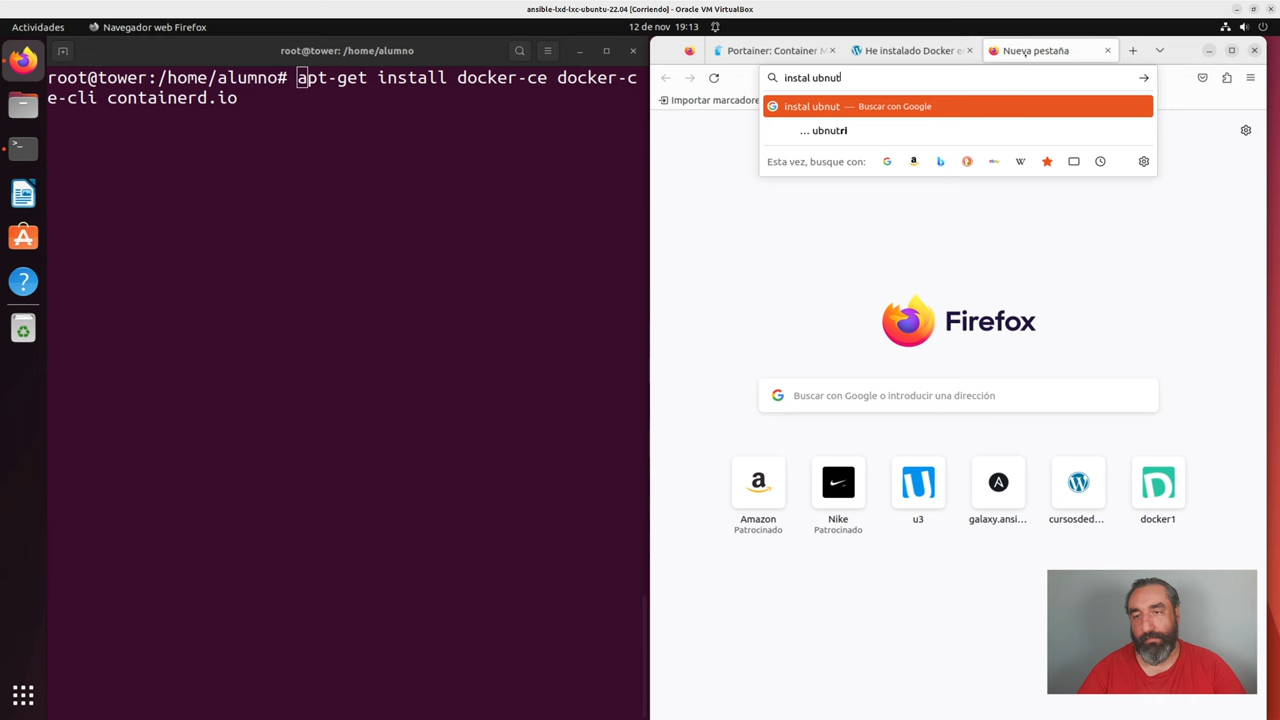 ansible-lxd-lxc-ubuntu-22.04 [Corriendo] - Oracle VM VirtualBox
Actividades
Navegador web Firefox
12 de nov 19:13
root@tower: /home/alumno
root@tower:/home/alumno# apt-get install docker-ce docker-c
e-cli containerd.io
Portainer: Container M
He instalado Docker en
Nueva pestaña
instal ubnut
Importar marcadores
instal ubnut — Buscar con Google
... ubnutri
Esta vez, busque con:
Firefox
Buscar con Google o introducir una dirección
Amazon
Patrocinado
Nike
Patrocinado
u3
galaxy.ansi...
cursosded...
docker1